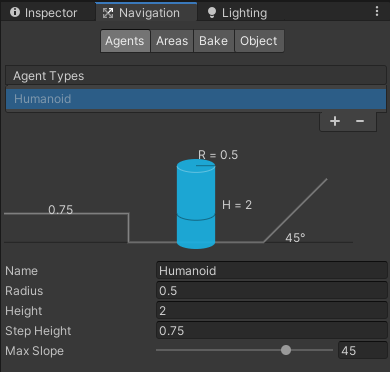 Inspector Navigation Lighting
Agents Areas Bake Object
Agent Types
Humanoid
+ −
R = 0.5
0.75
H = 2
45°
Name Humanoid
Radius 0.5
Height 2
Step Height 0.75
Max Slope 45